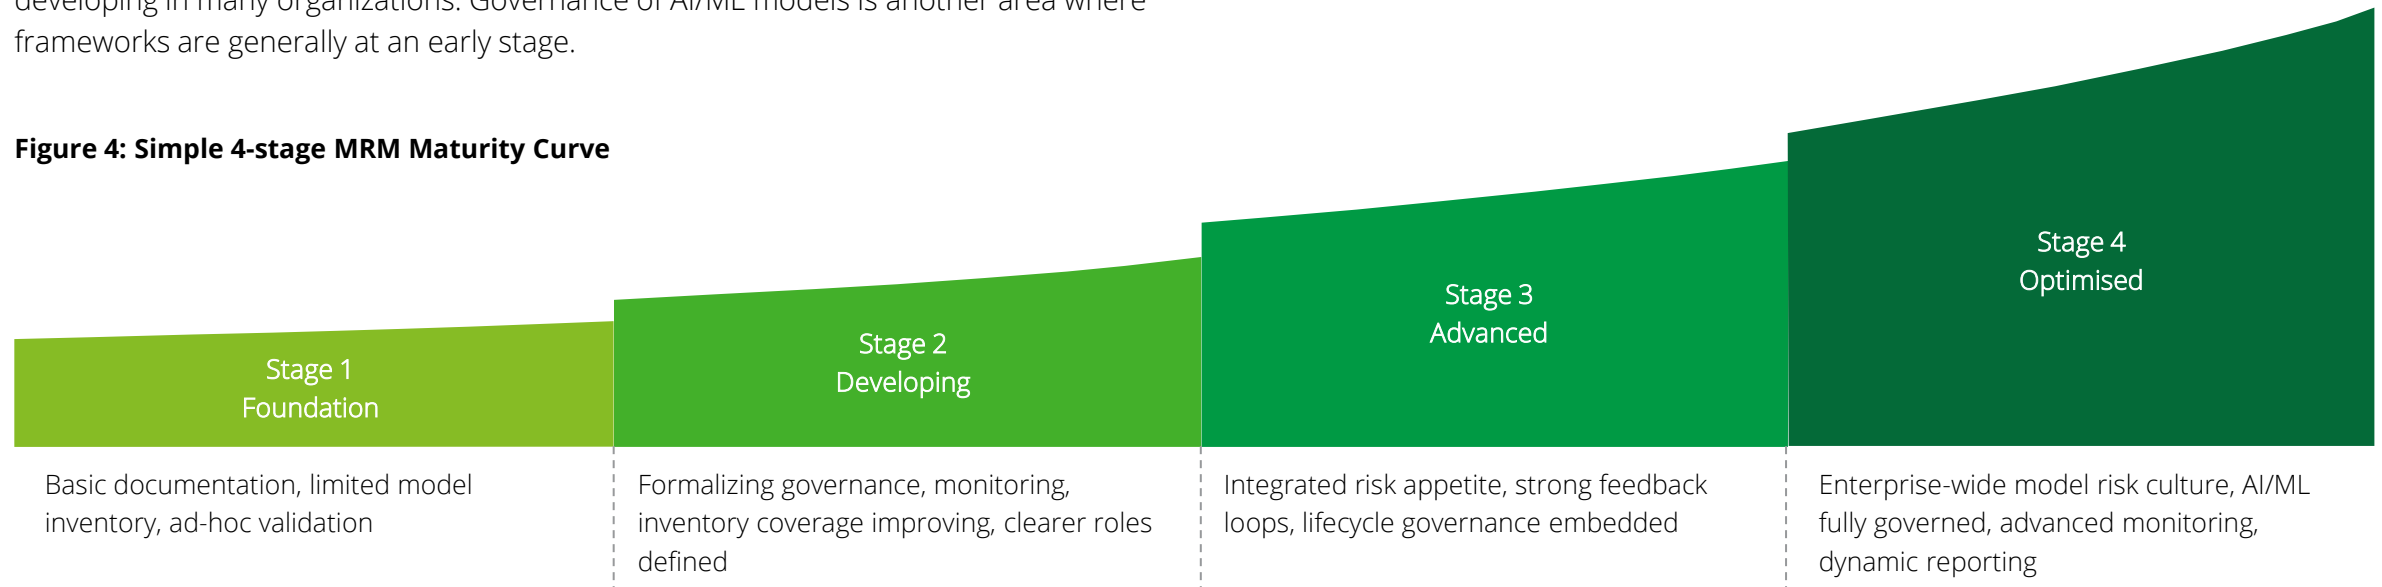 developing in many organizations. Governance of AI/ML models is another area where
frameworks are generally at an early stage.
Figure 4: Simple 4-stage MRM Maturity Curve
Stage 1
Foundation
Stage 2
Developing
Stage 3
Advanced
Stage 4
Optimised
Basic documentation, limited model
inventory, ad-hoc validation
Formalizing governance, monitoring,
inventory coverage improving, clearer roles
defined
Integrated risk appetite, strong feedback
loops, lifecycle governance embedded
Enterprise-wide model risk culture, AI/ML
fully governed, advanced monitoring,
dynamic reporting